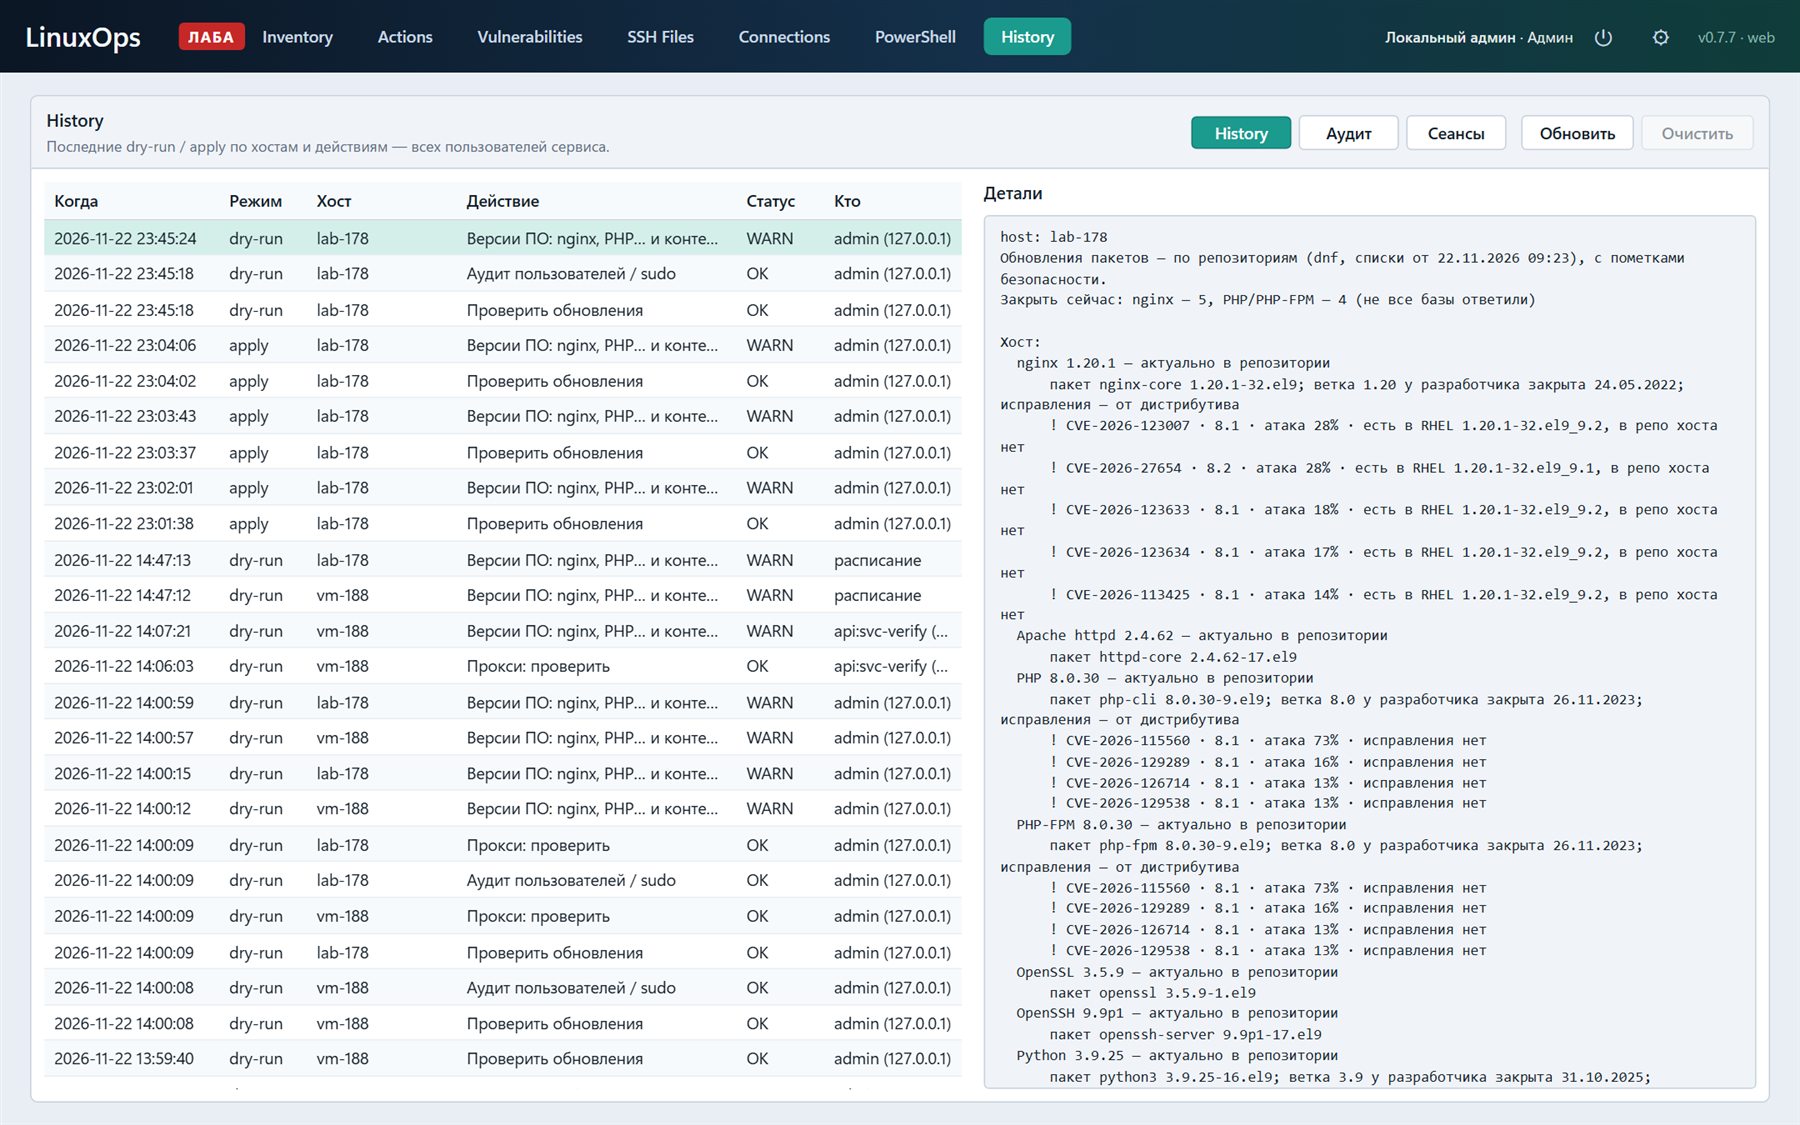 LinuxOps
ЛАБА
Inventory
Actions
Vulnerabilities
SSH Files
Connections
PowerShell
History
Локальный админ · Админ
v0.7.7 · web
History
Последние dry-run / apply по хостам и действиям — всех пользователей сервиса.
History
Аудит
Сеансы
Обновить
Очистить
Когда Режим Хост Действие Статус Кто
2026-11-22 23:45:24 dry-run lab-178 Версии ПО: nginx, PHP... и конте... WARN admin (127.0.0.1)
2026-11-22 23:45:18 dry-run lab-178 Аудит пользователей / sudo OK admin (127.0.0.1)
2026-11-22 23:45:18 dry-run lab-178 Проверить обновления OK admin (127.0.0.1)
2026-11-22 23:04:06 apply lab-178 Версии ПО: nginx, PHP... и конте... WARN admin (127.0.0.1)
2026-11-22 23:04:02 apply lab-178 Проверить обновления OK admin (127.0.0.1)
2026-11-22 23:03:43 apply lab-178 Версии ПО: nginx, PHP... и конте... WARN admin (127.0.0.1)
2026-11-22 23:03:37 apply lab-178 Проверить обновления OK admin (127.0.0.1)
2026-11-22 23:02:01 apply lab-178 Версии ПО: nginx, PHP... и конте... WARN admin (127.0.0.1)
2026-11-22 23:01:38 apply lab-178 Проверить обновления OK admin (127.0.0.1)
2026-11-22 14:47:13 dry-run lab-178 Версии ПО: nginx, PHP... и конте... WARN расписание
2026-11-22 14:47:12 dry-run vm-188 Версии ПО: nginx, PHP... и конте... WARN расписание
2026-11-22 14:07:21 dry-run vm-188 Версии ПО: nginx, PHP... и конте... WARN api:svc-verify (...
2026-11-22 14:06:03 dry-run vm-188 Прокси: проверить OK api:svc-verify (...
2026-11-22 14:00:59 dry-run lab-178 Версии ПО: nginx, PHP... и конте... WARN admin (127.0.0.1)
2026-11-22 14:00:57 dry-run vm-188 Версии ПО: nginx, PHP... и конте... WARN admin (127.0.0.1)
2026-11-22 14:00:15 dry-run lab-178 Версии ПО: nginx, PHP... и конте... WARN admin (127.0.0.1)
2026-11-22 14:00:12 dry-run vm-188 Версии ПО: nginx, PHP... и конте... WARN admin (127.0.0.1)
2026-11-22 14:00:09 dry-run lab-178 Прокси: проверить OK admin (127.0.0.1)
2026-11-22 14:00:09 dry-run lab-178 Аудит пользователей / sudo OK admin (127.0.0.1)
2026-11-22 14:00:09 dry-run vm-188 Прокси: проверить OK admin (127.0.0.1)
2026-11-22 14:00:09 dry-run lab-178 Проверить обновления OK admin (127.0.0.1)
2026-11-22 14:00:08 dry-run vm-188 Аудит пользователей / sudo OK admin (127.0.0.1)
2026-11-22 14:00:08 dry-run vm-188 Проверить обновления OK admin (127.0.0.1)
2026-11-22 13:59:40 dry-run vm-188 Проверить обновления OK admin (127.0.0.1)
Детали
host: lab-178
Обновления пакетов — по репозиториям (dnf, списки от 22.11.2026 09:23), с пометками
безопасности.
Закрыть сейчас: nginx — 5, PHP/PHP-FPM — 4 (не все базы ответили)
Хост:
nginx 1.20.1 — актуально в репозитории
пакет nginx-core 1.20.1-32.el9; ветка 1.20 у разработчика закрыта 24.05.2022;
исправления — от дистрибутива
! CVE-2026-123007 · 8.1 · атака 28% · есть в RHEL 1.20.1-32.el9_9.2, в репо хоста
нет
! CVE-2026-27654 · 8.2 · атака 28% · есть в RHEL 1.20.1-32.el9_9.1, в репо хоста
нет
! CVE-2026-123633 · 8.1 · атака 18% · есть в RHEL 1.20.1-32.el9_9.2, в репо хоста
нет
! CVE-2026-123634 · 8.1 · атака 17% · есть в RHEL 1.20.1-32.el9_9.2, в репо хоста
нет
! CVE-2026-113425 · 8.1 · атака 14% · есть в RHEL 1.20.1-32.el9_9.2, в репо хоста
нет
Apache httpd 2.4.62 — актуально в репозитории
пакет httpd-core 2.4.62-17.el9
PHP 8.0.30 — актуально в репозитории
пакет php-cli 8.0.30-9.el9; ветка 8.0 у разработчика закрыта 26.11.2023;
исправления — от дистрибутива
! CVE-2026-115560 · 8.1 · атака 73% · исправления нет
! CVE-2026-129289 · 8.1 · атака 16% · исправления нет
! CVE-2026-126714 · 8.1 · атака 13% · исправления нет
! CVE-2026-129538 · 8.1 · атака 13% · исправления нет
PHP-FPM 8.0.30 — актуально в репозитории
пакет php-fpm 8.0.30-9.el9; ветка 8.0 у разработчика закрыта 26.11.2023;
исправления — от дистрибутива
! CVE-2026-115560 · 8.1 · атака 73% · исправления нет
! CVE-2026-129289 · 8.1 · атака 16% · исправления нет
! CVE-2026-126714 · 8.1 · атака 13% · исправления нет
! CVE-2026-129538 · 8.1 · атака 13% · исправления нет
OpenSSL 3.5.9 — актуально в репозитории
пакет openssl 3.5.9-1.el9
OpenSSH 9.9p1 — актуально в репозитории
пакет openssh-server 9.9p1-17.el9
Python 3.9.25 — актуально в репозитории
пакет python3 3.9.25-16.el9; ветка 3.9 у разработчика закрыта 31.10.2025;